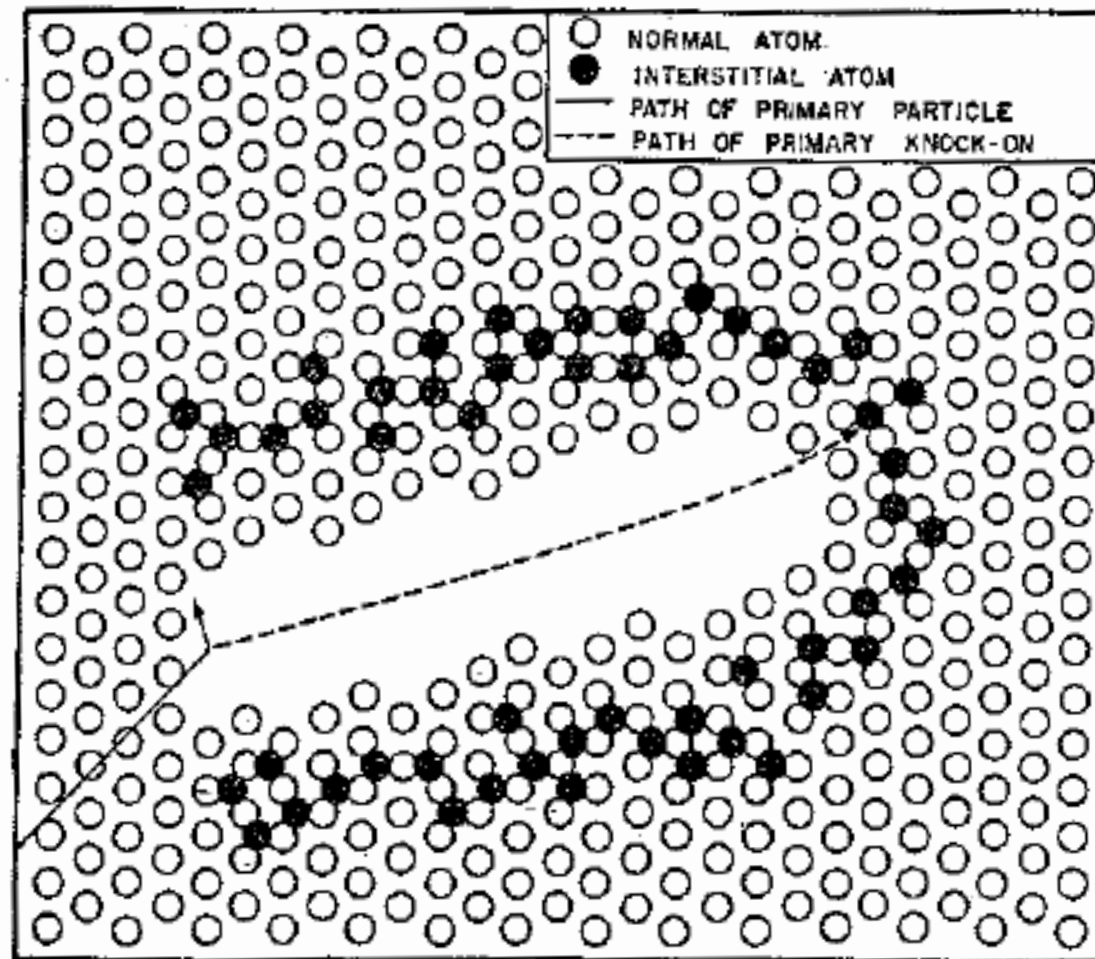 NORMAL ATOM
INTERSTITIAL ATOM
PATH OF PRIMARY PARTICLE
PATH OF PRIMARY KNOCK-ON